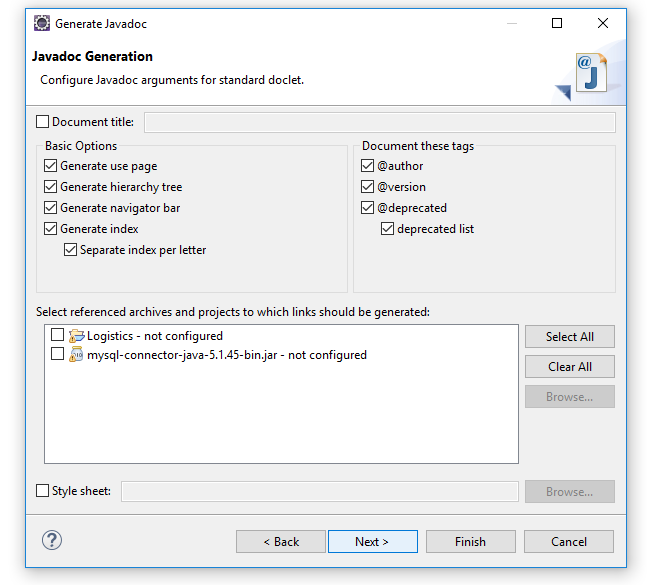 Generate Javadoc
Javadoc Generation
Configure Javadoc arguments for standard doclet.
@J
Document title:
Basic Options
Generate use page
Generate hierarchy tree
Generate navigator bar
Generate index
Separate index per letter
Document these tags
@author
@version
@deprecated
deprecated list
Select referenced archives and projects to which links should be generated:
Logistics - not configured
mysql-connector-java-5.1.45-bin.jar - not configured
Select All
Clear All
Browse...
Style sheet:
Browse...
?
< Back
Next >
Finish
Cancel